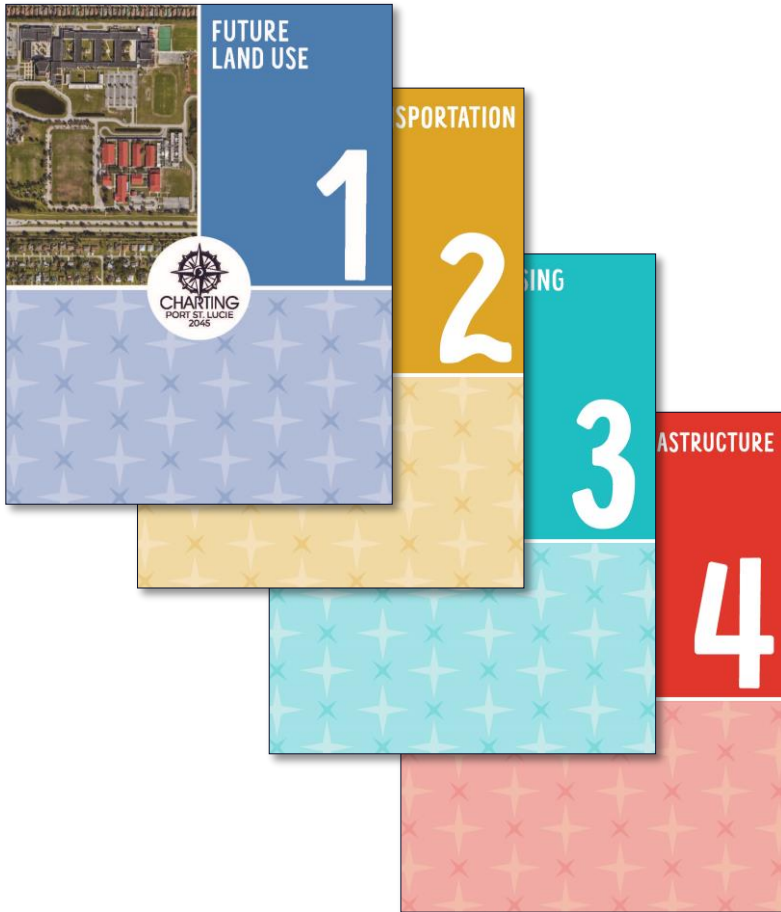 FUTURE
LAND USE
1
CHARTING
PORT ST. LUCIE
2045
SPORTATION
2
SING
3
ASTRUCTURE
4